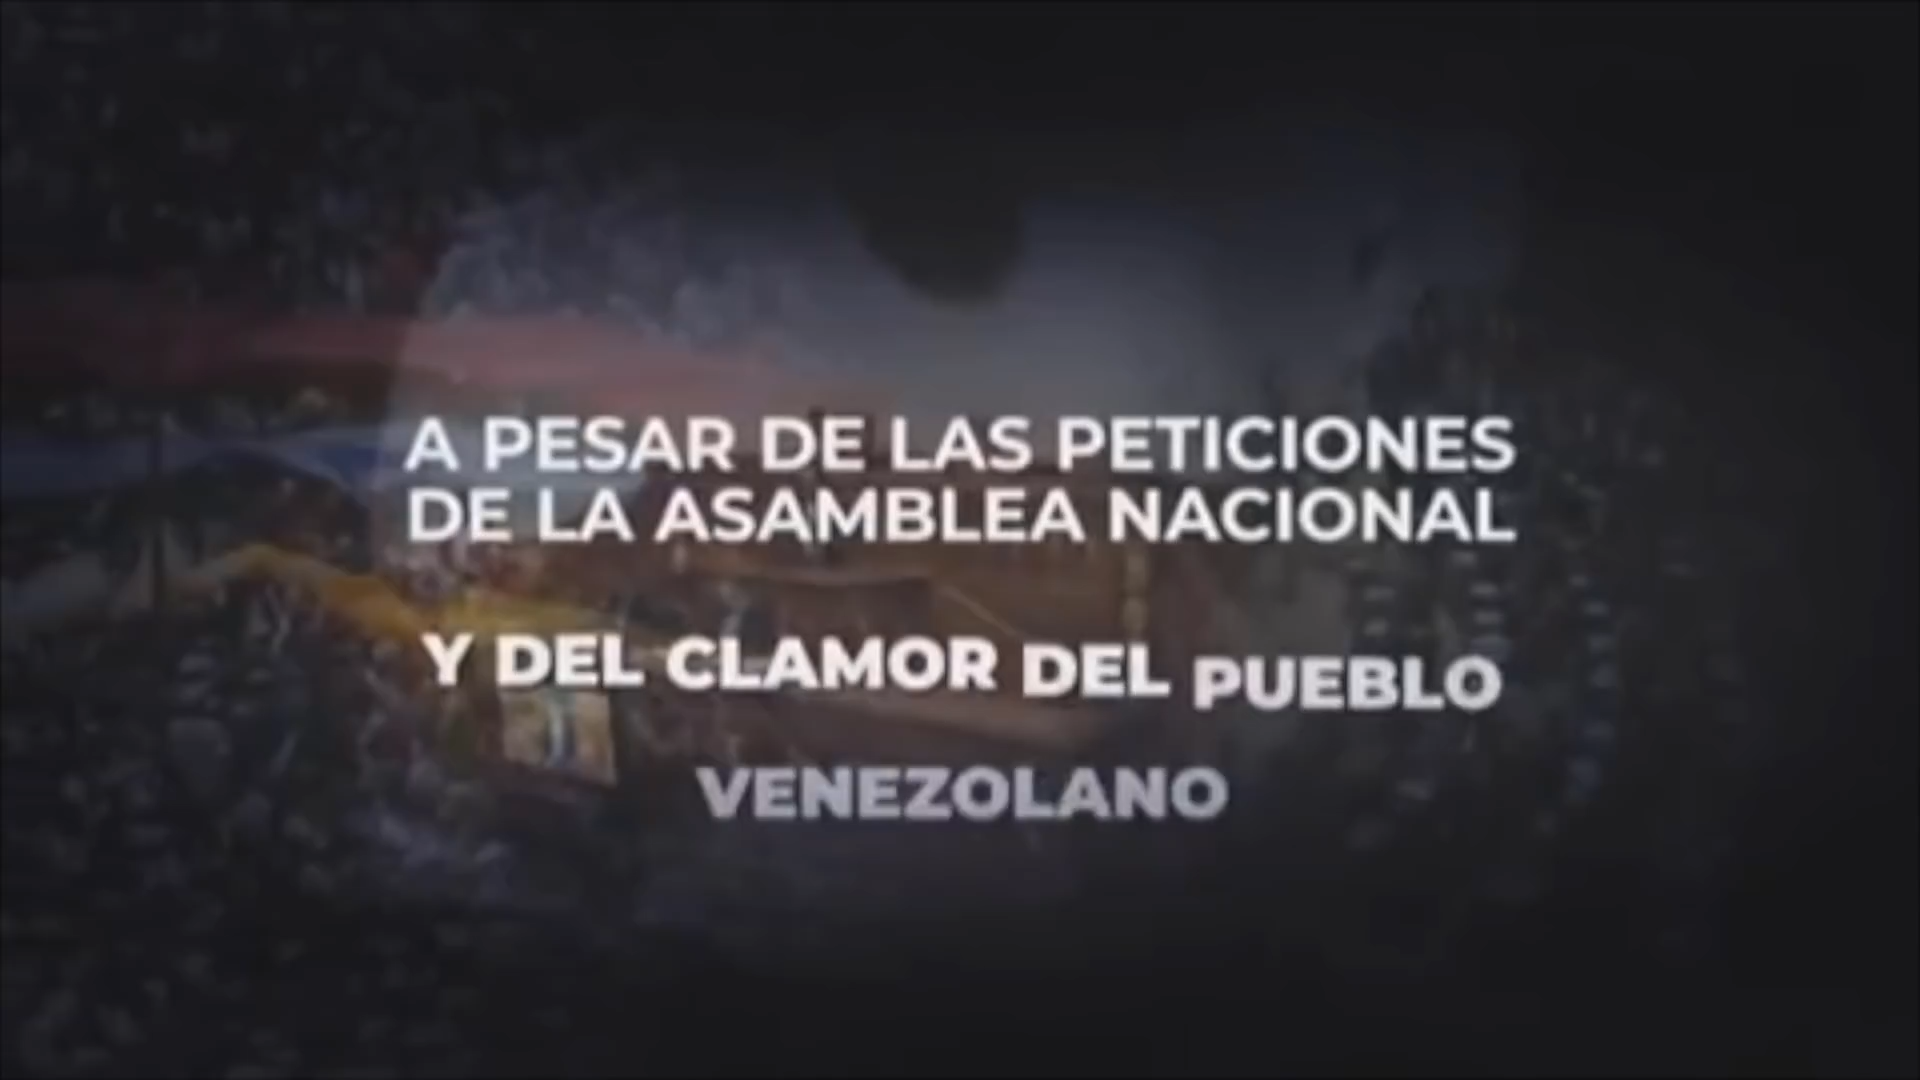 A PESAR DE LAS PETICIONES
DE LA ASAMBLEA NACIONAL
Y DEL CLAMOR DEL PUEBLO
VENEZOLANO